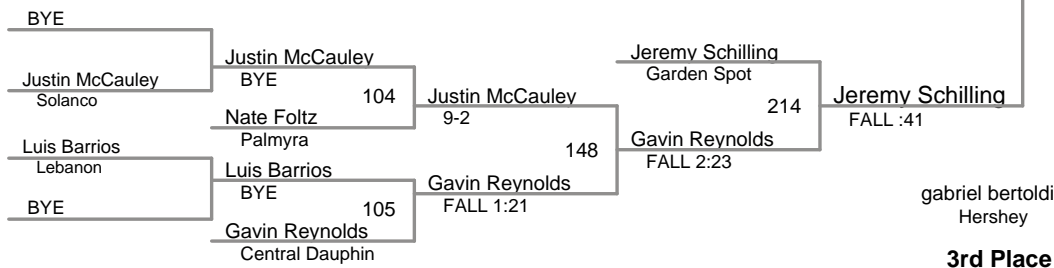 BYE
Justin McCauley
Solanco
Justin McCauley
BYE
104
Nate Foltz
Palmyra
Luis Barrios
Lebanon
BYE
Luis Barrios
BYE
105
Gavin Reynolds
Central Dauphin
Justin McCauley
9-2
148
Gavin Reynolds
FALL 1:21
Jeremy Schilling
Garden Spot
214
Gavin Reynolds
FALL 2:23
Jeremy Schilling
FALL :41
gabriel bertoldi
Hershey
3rd Place